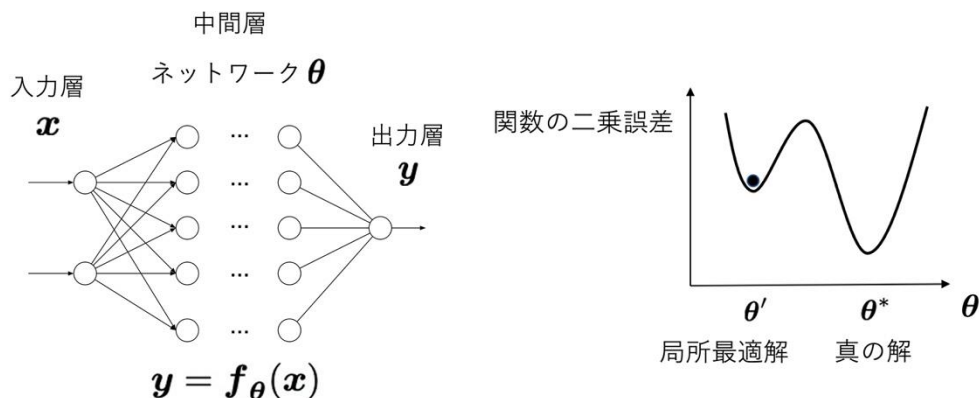 中間層
ネットワーク θ
入力層
x
...
...
...
...
...
出力層
y
y = f_θ(x)
関数の二乗誤差
θ′
θ*
θ
局所最適解
真の解